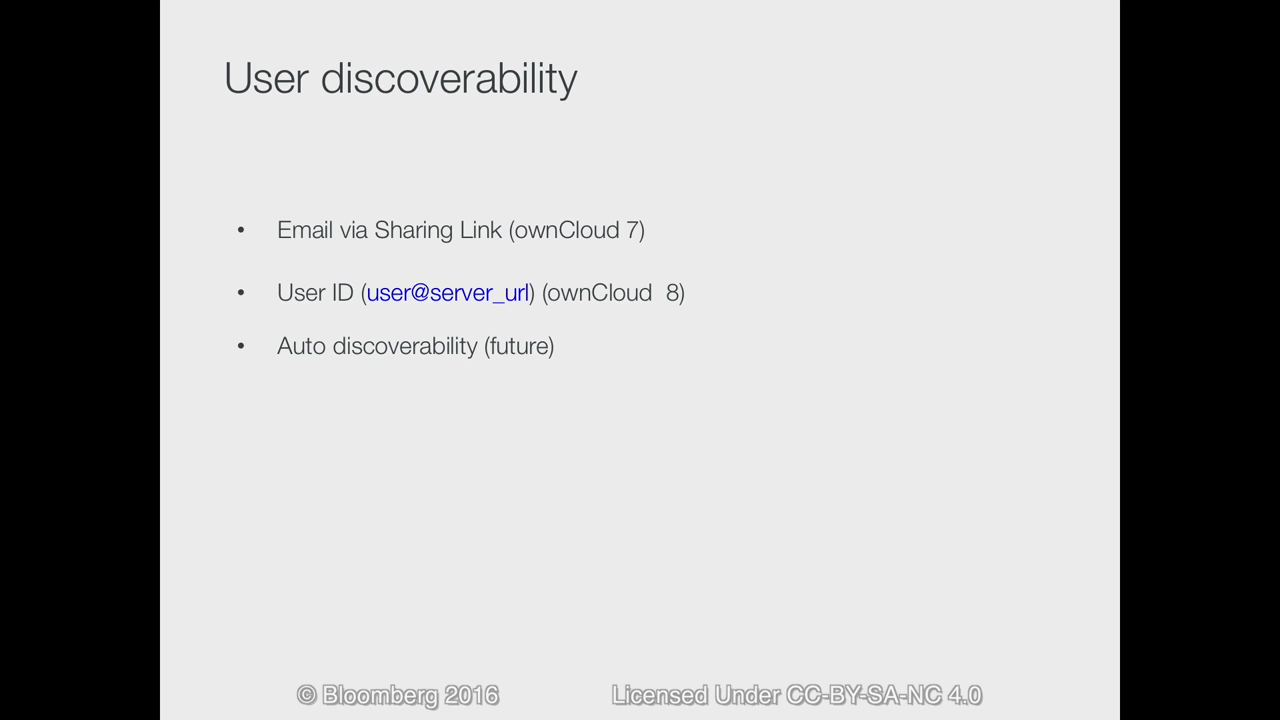 User discoverability
• Email via Sharing Link (ownCloud 7)
• User ID (user@server_url) (ownCloud  8)
• Auto discoverability (future)
© Bloomberg 2016 Licensed Under CC-BY-SA-NC 4.0